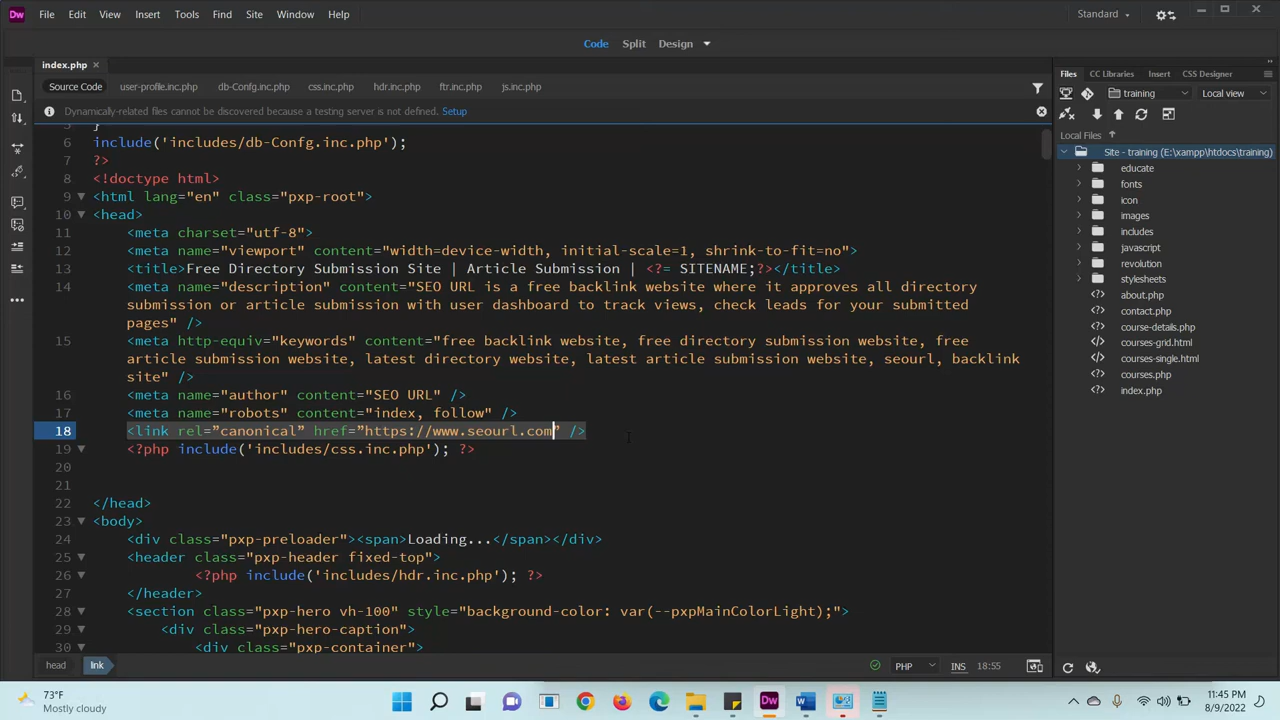 Dw File Edit View Insert Tools Find Site Window Help Standard
Code Split Design
index.php
Source Code user-profile.inc.php db-Confg.inc.php css.inc.php hdr.inc.php ftr.inc.php js.inc.php
Dynamically-related files cannot be discovered because a testing server is not defined. Setup
6 include('includes/db-Confg.inc.php');
7 ?>
8 <!doctype html>
9 <html lang="en" class="pxp-root">
10 <head>
11 <meta charset="utf-8">
12 <meta name="viewport" content="width=device-width, initial-scale=1, shrink-to-fit=no">
13 <title>Free Directory Submission Site | Article Submission | <?= SITENAME;?></title>
14 <meta name="description" content="SEO URL is a free backlink website where it approves all directory
submission or article submission with user dashboard to track views, check leads for your submitted
pages" />
15 <meta http-equiv="keywords" content="free backlink website, free directory submission website, free
article submission website, latest directory website, latest article submission website, seourl, backlink
site" />
16 <meta name="author" content="SEO URL" />
17 <meta name="robots" content="index, follow" />
18 <link rel=”canonical” href=”https://www.seourl.com” />
19 <?php include('includes/css.inc.php'); ?>
20
21
22 </head>
23 <body>
24 <div class="pxp-preloader"><span>Loading...</span></div>
25 <header class="pxp-header fixed-top">
26 <?php include('includes/hdr.inc.php'); ?>
27 </header>
28 <section class="pxp-hero vh-100" style="background-color: var(--pxpMainColorLight);">
29 <div class="pxp-hero-caption">
30 <div class="pxp-container">
head link PHP INS 18:55
Files CC Libraries Insert CSS Designer
training Local view
Local Files
Site - training (E:\xampp\htdocs\training)
educate
fonts
icon
images
includes
javascript
revolution
stylesheets
about.php
contact.php
course-details.php
course-grid.html
courses-single.html
courses.php
index.php
73°F
Mostly cloudy
Dw
11:45 PM
8/9/2022